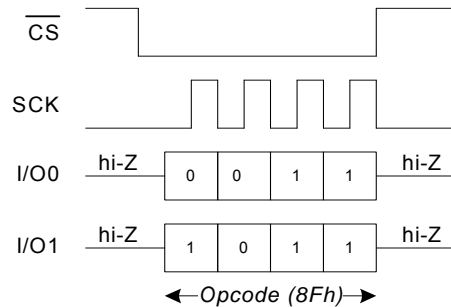 CS
SCK
hi-Z hi-Z
I/O0 0 0 1 1
hi-Z hi-Z
I/O1 1 0 1 1
Opcode (8Fh)